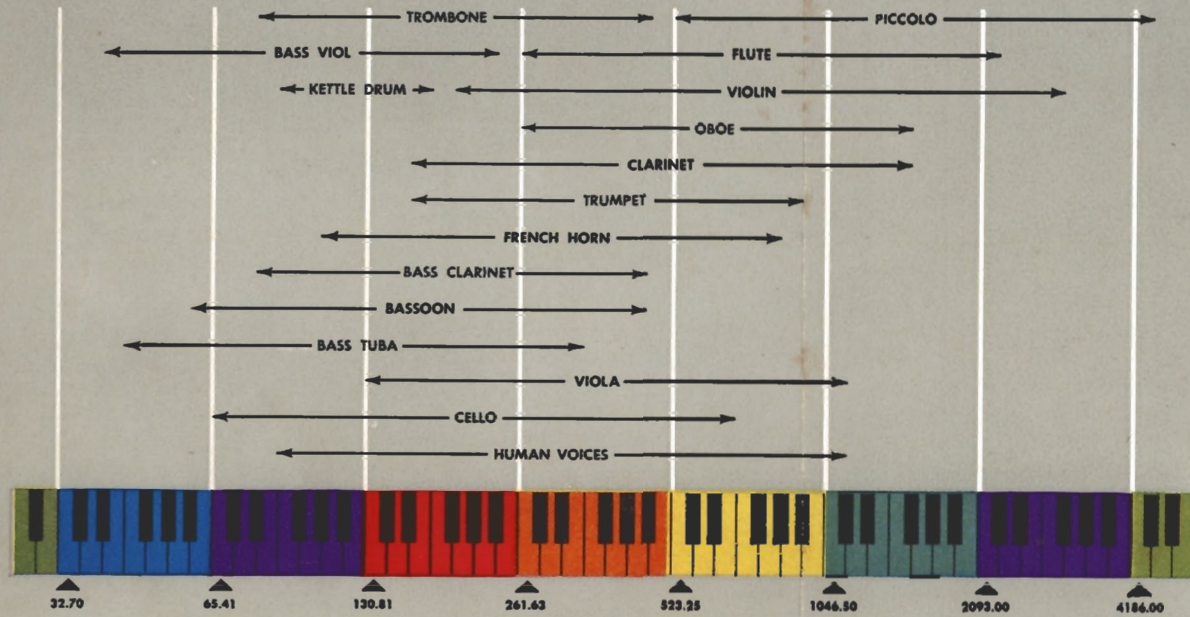 TROMBONE
PICCOLO
BASS VIOL
FLUTE
KETTLE DRUM
VIOLIN
OBOE
CLARINET
TRUMPET
FRENCH HORN
BASS CLARINET
BASSOON
BASS TUBA
VIOLA
CELLO
HUMAN VOICES
32.70
65.41
130.81
261.63
523.25
1046.50
2093.00
4186.00